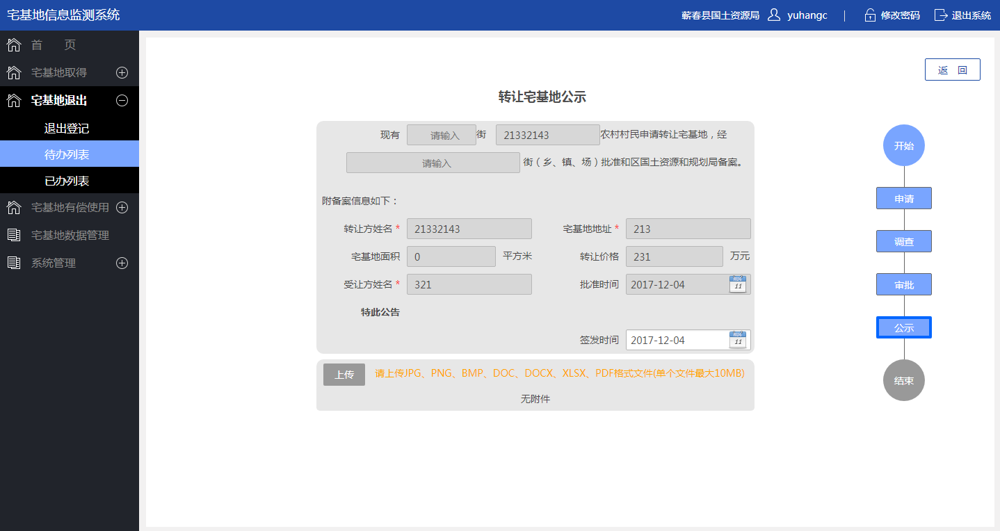 宅基地信息监测系统
蕲春县国土资源局 yuhangc | 修改密码 退出系统
首 页
宅基地取得
宅基地退出
退出登记
待办列表
已办列表
宅基地有偿使用
宅基地数据管理
系统管理
返 回
转让宅基地公示
现有 请输入 街 21332143 农村村民申请转让宅基地，经
请输入 街（乡、镇、场）批准和区国土资源和规划局备案。
附备案信息如下：
转让方姓名 * 21332143 宅基地地址 * 213
宅基地面积 0 平方米 转让价格 231 万元
受让方姓名 * 321 批准时间 2017-12-04 AUG 11
特此公告
签发时间 2017-12-04 AUG 11
上传 请上传JPG、PNG、BMP、DOC、DOCX、XLSX、PDF格式文件(单个文件最大10MB)
无附件
开始
申请
调查
审批
公示
结束